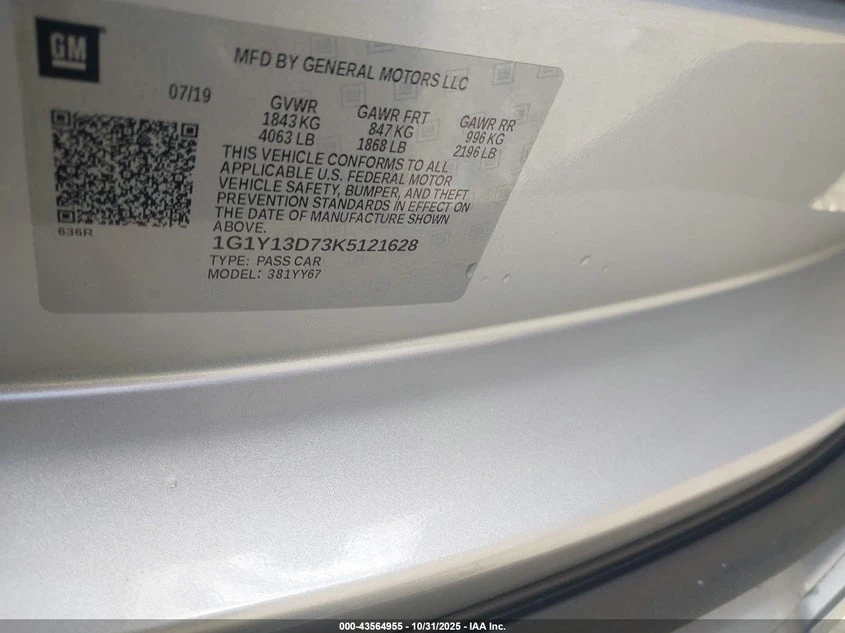 GM
MFD BY GENERAL MOTORS LLC
07/19
GVWR
1843 KG
4063 LB
GAWR FRT
847 KG
1868 LB
GAWR RR
996 KG
2196 LB
THIS VEHICLE CONFORMS TO ALL
APPLICABLE U.S. FEDERAL MOTOR
VEHICLE SAFETY, BUMPER, AND THEFT
PREVENTION STANDARDS IN EFFECT ON
THE DATE OF MANUFACTURE SHOWN
ABOVE.
636R
1G1Y13D73K5121628
TYPE: PASS CAR
MODEL: 381YY67
000-43564955 - 10/31/2025 - IAA Inc.